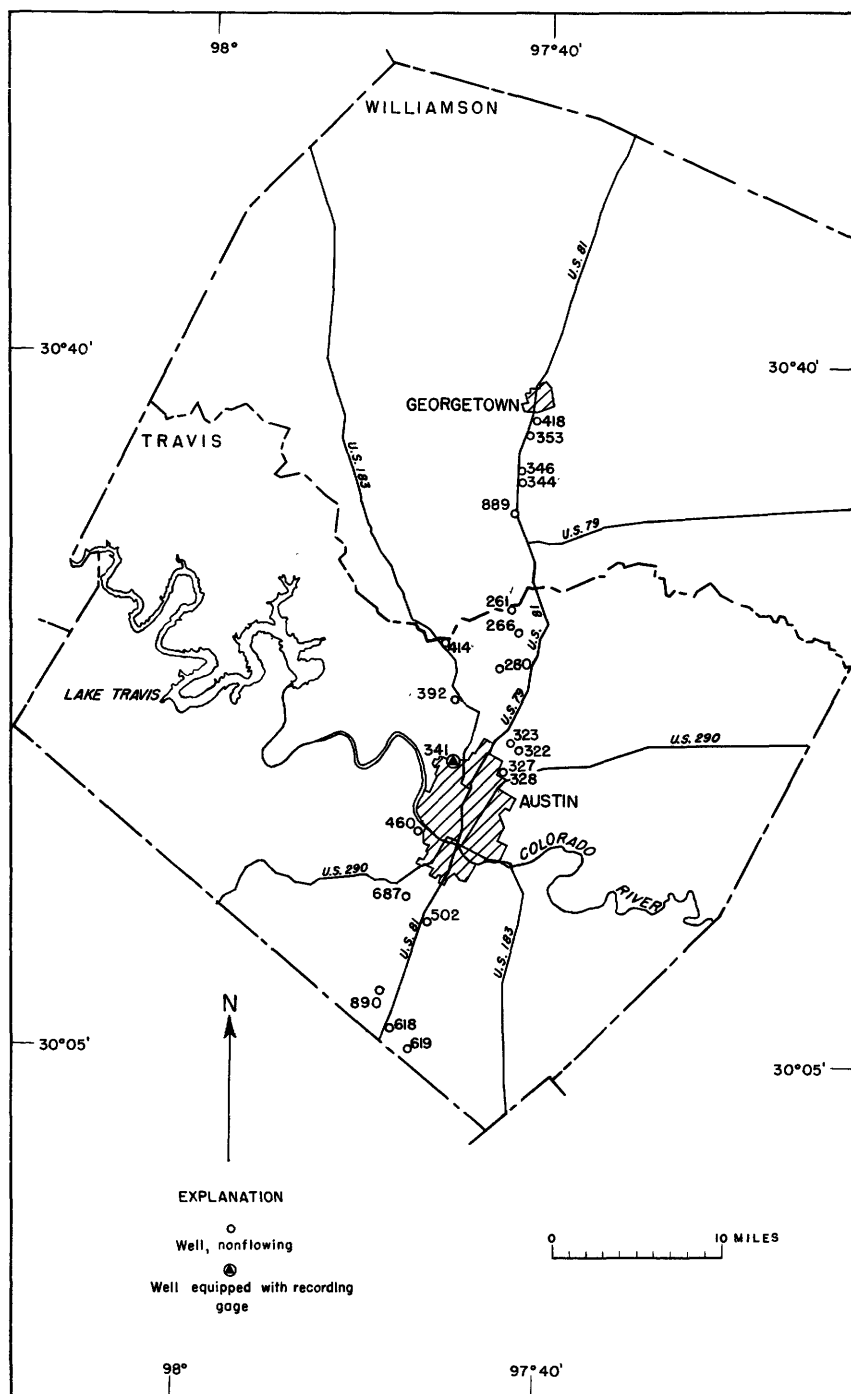 98°
97°40'
WILLIAMSON
U.S. 81
30°40'
30°40'
GEORGETOWN
418
353
TRAVIS
U.S. 183
346
344
889
U.S. 79
261
U.S. 81
266
414
280
LAKE TRAVIS
392
U.S. 79
323
322
U.S. 290
341
327
328
AUSTIN
460
COLORADO
RIVER
U.S. 290
687
502
U.S. 81
U.S. 183
890
N
618
619
30°05'
30°05'
EXPLANATION
Well, nonflowing
0 10 MILES
Well equipped with recording
gage
98°
97°40'